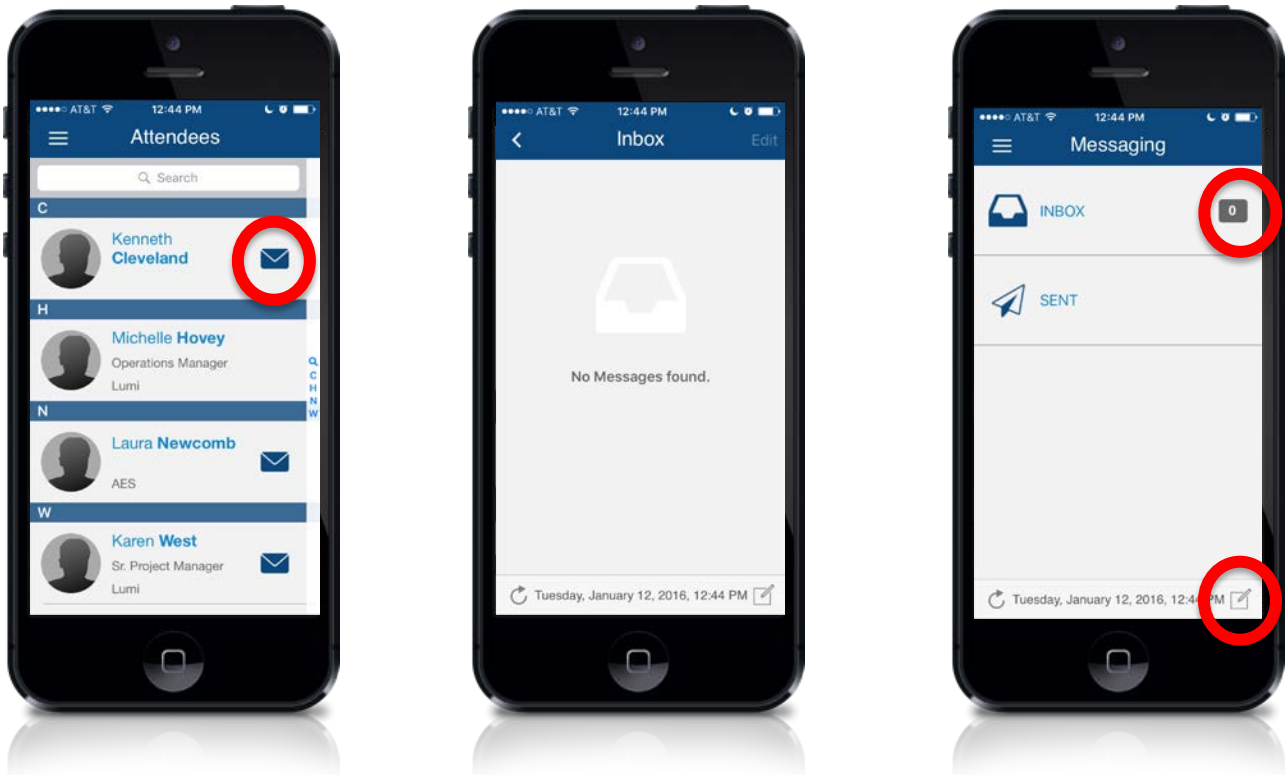 AT&T 12:44 PM
Attendees
Search
C
Kenneth
Cleveland
H
Michelle Hovey
Operations Manager
Lumi
Q
C
H
N
W
N
Laura Newcomb
AES
W
Karen West
Sr. Project Manager
Lumi
AT&T 12:44 PM
Inbox Edit
No Messages found.
Tuesday, January 12, 2016, 12:44 PM
AT&T 12:44 PM
Messaging
INBOX 0
SENT
Tuesday, January 12, 2016, 12:44 PM